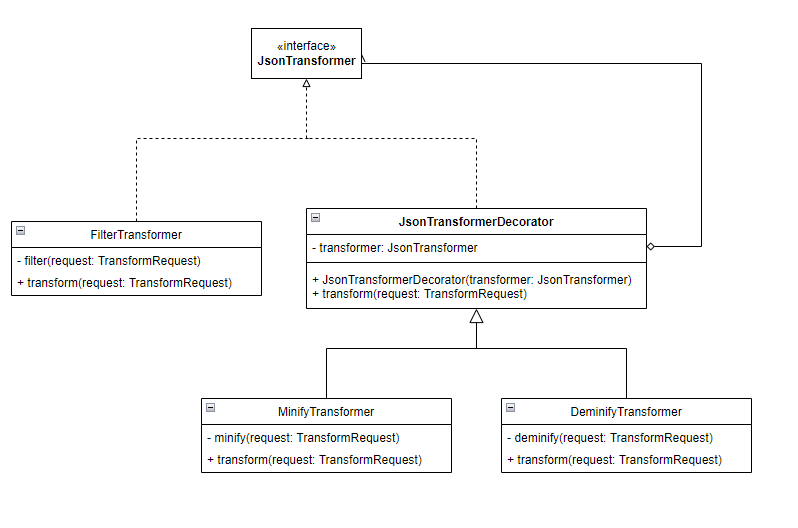 «interface»
JsonTransformer
FilterTransformer
- filter(request: TransformRequest)
+ transform(request: TransformRequest)
JsonTransformerDecorator
- transformer: JsonTransformer
+ JsonTransformerDecorator(transformer: JsonTransformer)
+ transform(request: TransformRequest)
MinifyTransformer
- minify(request: TransformRequest)
+ transform(request: TransformRequest)
DeminifyTransformer
- deminify(request: TransformRequest)
+ transform(request: TransformRequest)